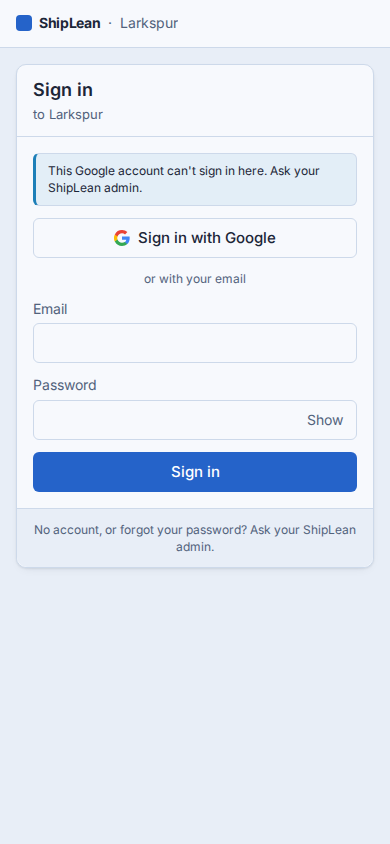 ShipLean · Larkspur
Sign in
to Larkspur
This Google account can't sign in here. Ask your
ShipLean admin.
Sign in with Google
or with your email
Email
Password
Show
Sign in
No account, or forgot your password? Ask your ShipLean
admin.